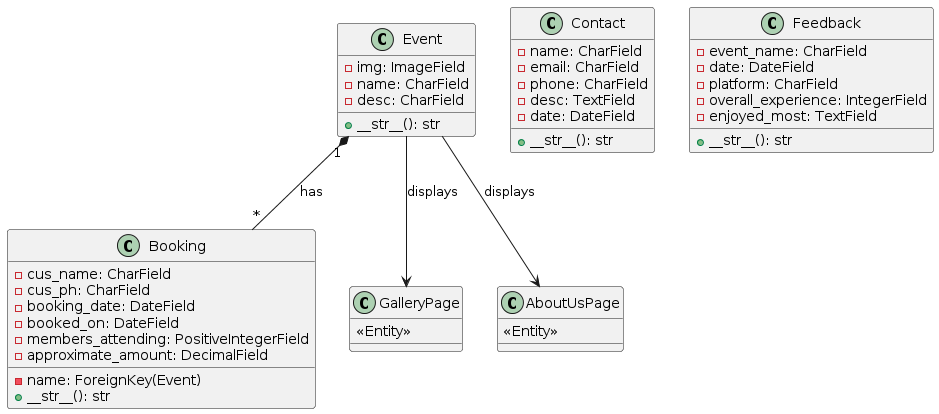 C Event
img: ImageField
name: CharField
desc: CharField
__str__(): str
C Contact
name: CharField
email: CharField
phone: CharField
desc: TextField
date: DateField
__str__(): str
C Feedback
event_name: CharField
date: DateField
platform: CharField
overall_experience: IntegerField
enjoyed_most: TextField
__str__(): str
1
has
displays
displays
*
C Booking
cus_name: CharField
cus_ph: CharField
booking_date: DateField
booked_on: DateField
members_attending: PositiveIntegerField
approximate_amount: DecimalField
name: ForeignKey(Event)
__str__(): str
C GalleryPage
«Entity»
C AboutUsPage
«Entity»